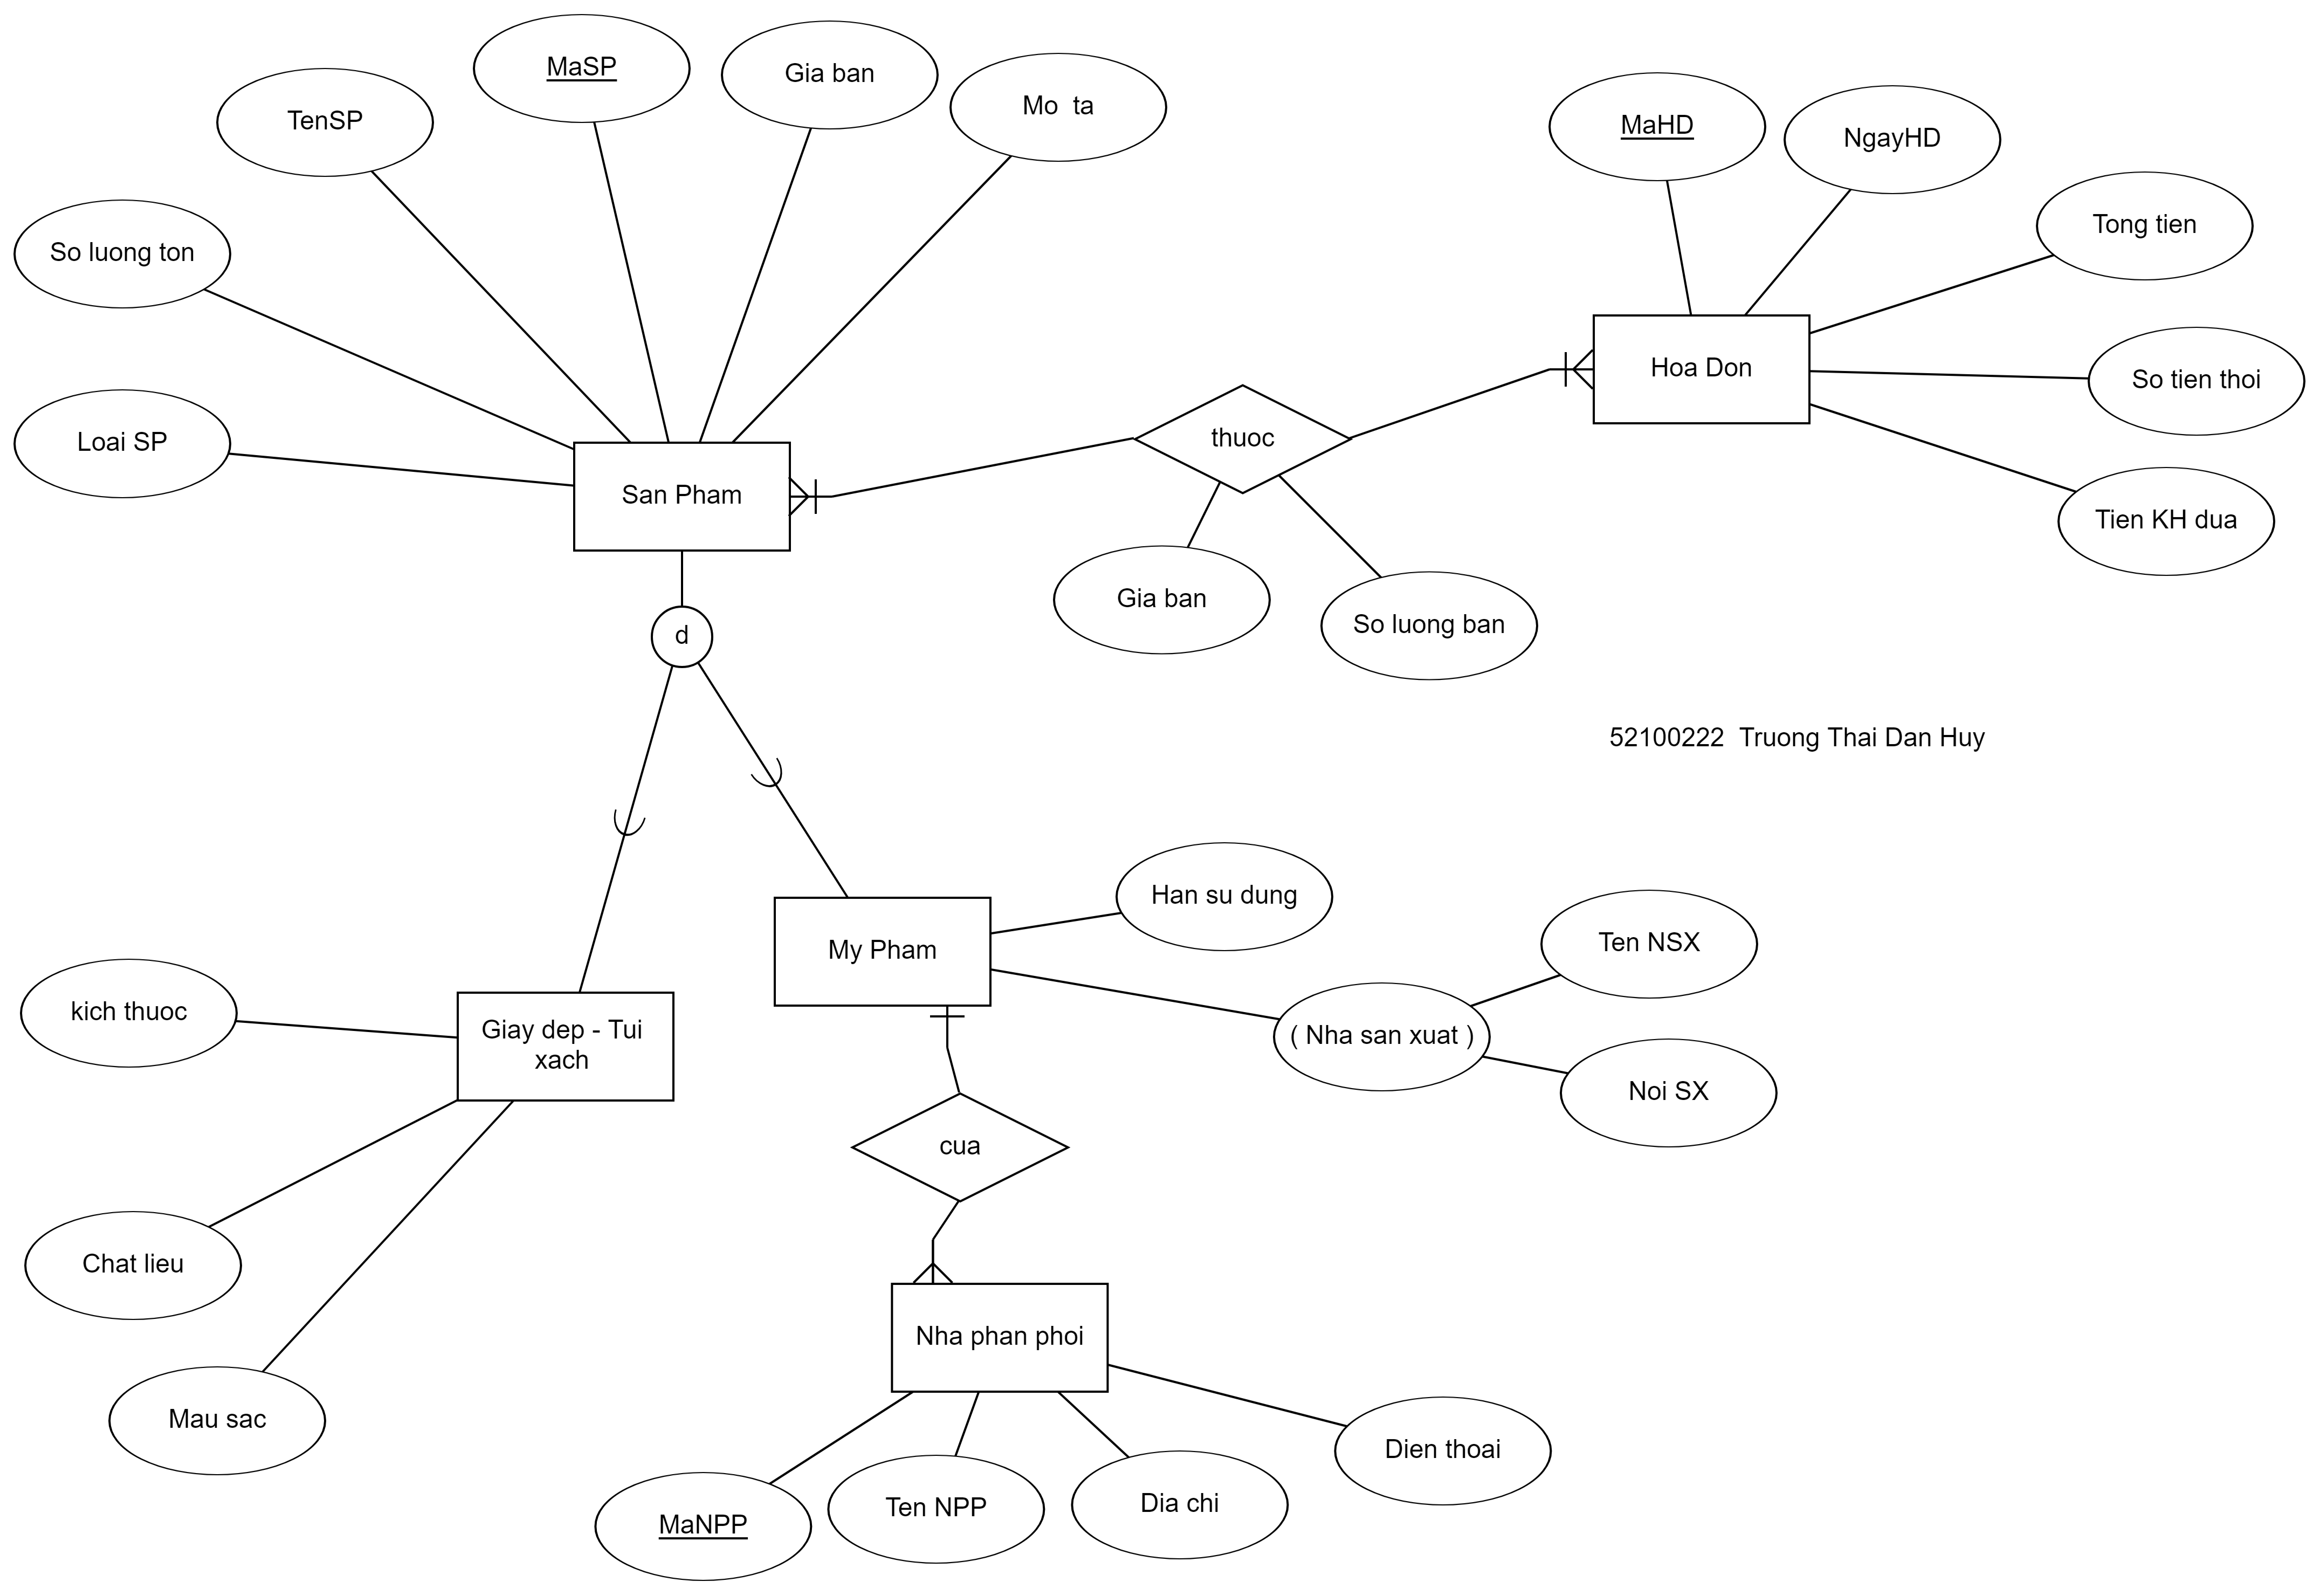 MaSP
Gia ban
Mo  ta
TenSP
MaHD
NgayHD
Tong tien
So luong ton
Hoa Don
So tien thoi
Loai SP
thuoc
San Pham
Tien KH dua
Gia ban
So luong ban
d
52100222  Truong Thai Dan Huy
Han su dung
My Pham
Ten NSX
kich thuoc
Giay dep - Tui
xach
( Nha san xuat )
Noi SX
cua
Chat lieu
Nha phan phoi
Mau sac
Dien thoai
MaNPP
Ten NPP
Dia chi